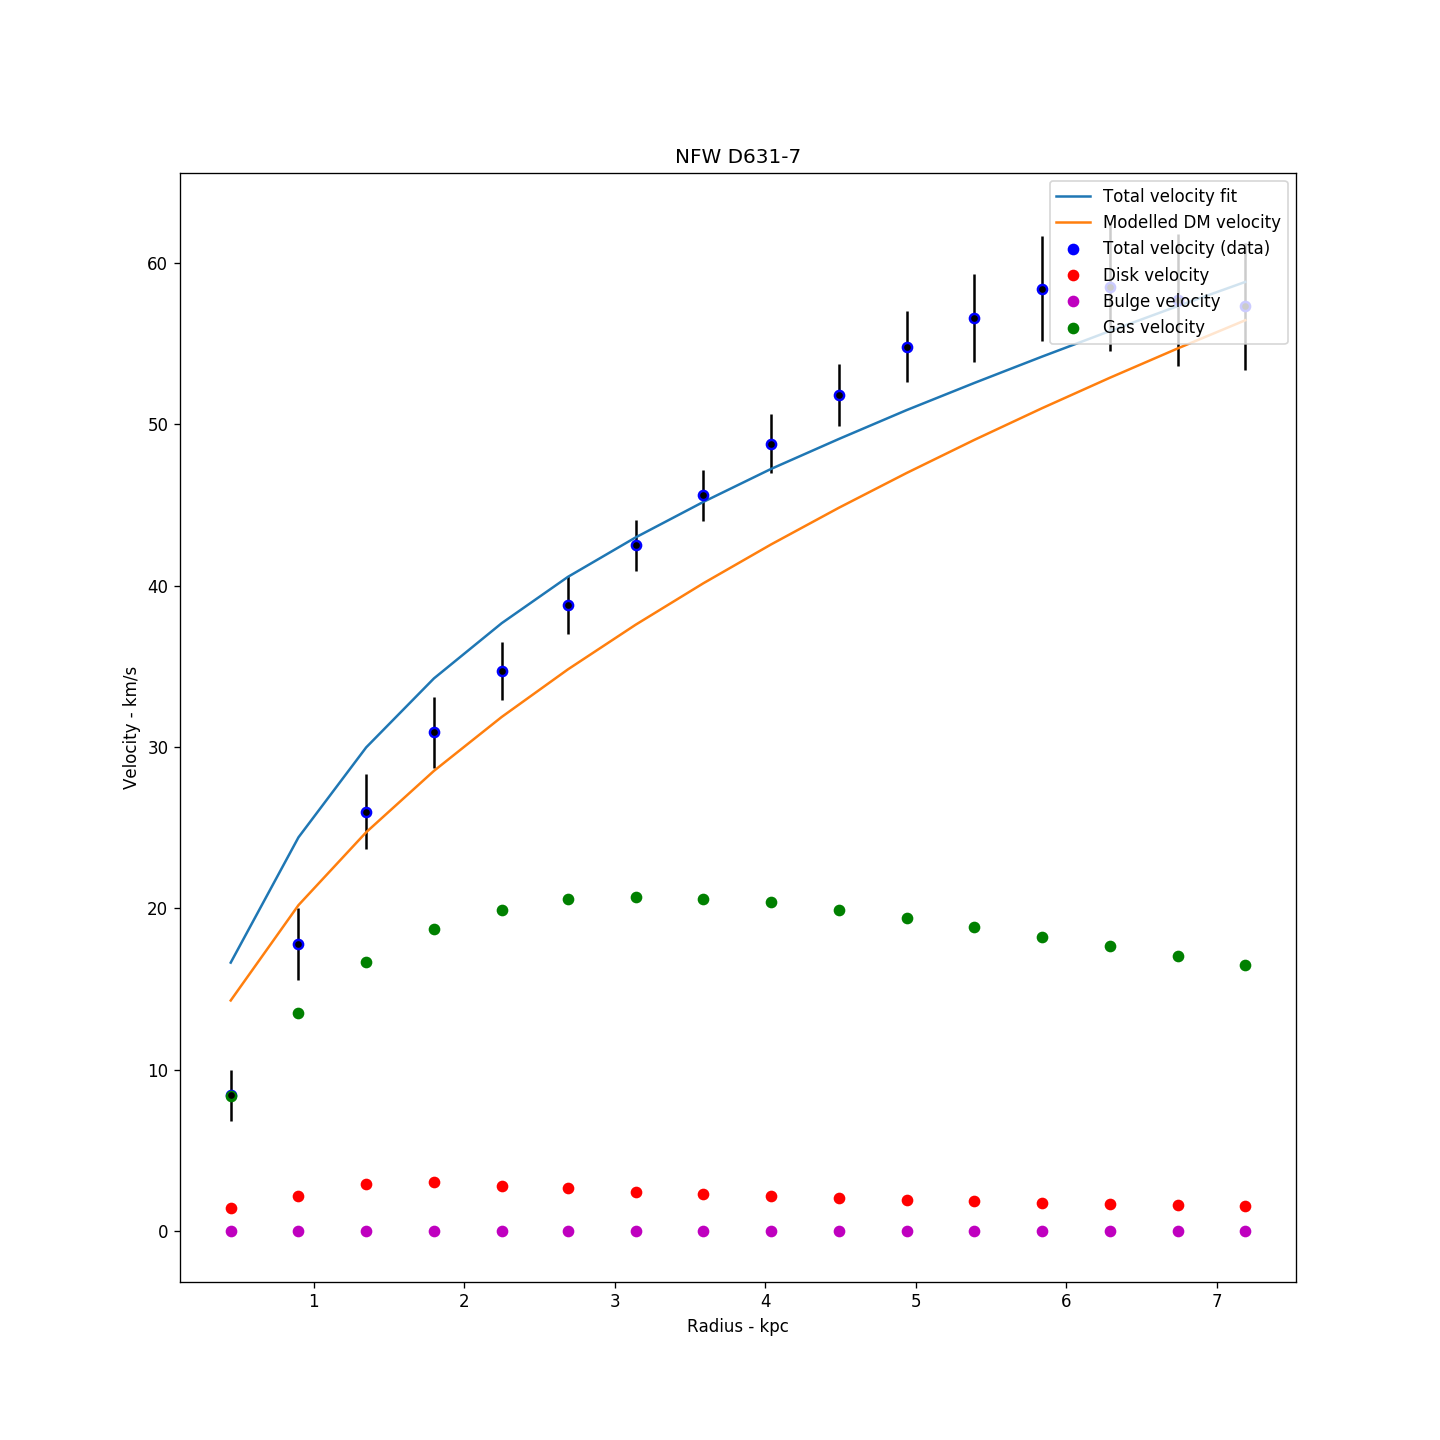 NFW D631-7
Total velocity fit
Modelled DM velocity
Total velocity (data)
Disk velocity
Bulge velocity
Gas velocity
60
50
40
30
20
10
0
Velocity - km/s
1 2 3 4 5 6 7
Radius - kpc